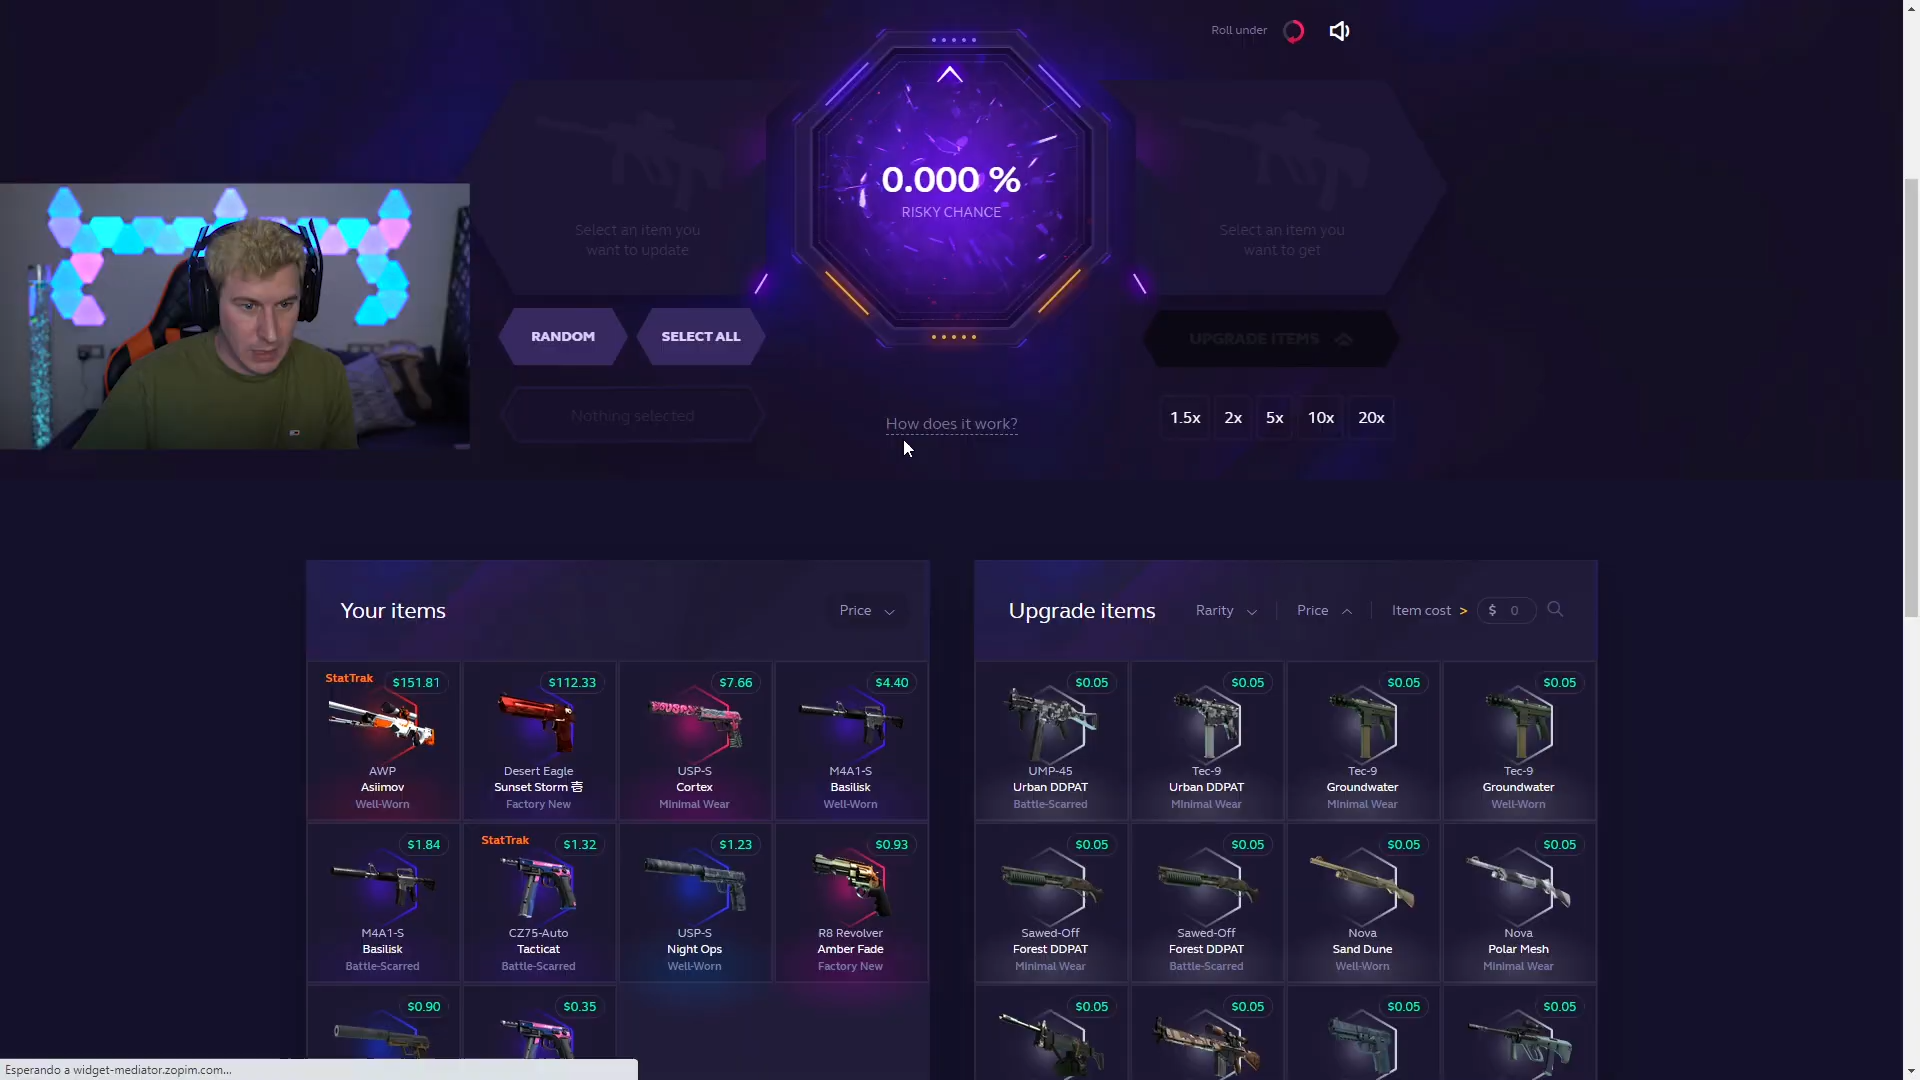 Roll under
0.000 %
RISKY CHANCE
Select an item you
want to update
Select an item you
want to get
RANDOM
SELECT ALL
UPGRADE ITEMS
Nothing selected
How does it work?
1.5x
2x
5x
10x
20x
Your items
Price
Upgrade items
Rarity
Price
Item cost >
$ 0
StatTrak
$151.81
AWP
Asiimov
Well-Worn
$112.33
Desert Eagle
Sunset Storm 壱
Factory New
$7.66
USP-S
Cortex
Minimal Wear
$4.40
M4A1-S
Basilisk
Well-Worn
$0.05
UMP-45
Urban DDPAT
Battle-Scarred
$0.05
Tec-9
Urban DDPAT
Minimal Wear
$0.05
Tec-9
Groundwater
Minimal Wear
$0.05
Tec-9
Groundwater
Well-Worn
$1.84
M4A1-S
Basilisk
Battle-Scarred
StatTrak
$1.32
CZ75-Auto
Tacticat
Battle-Scarred
$1.23
USP-S
Night Ops
Well-Worn
$0.93
R8 Revolver
Amber Fade
Factory New
$0.05
Sawed-Off
Forest DDPAT
Minimal Wear
$0.05
Sawed-Off
Forest DDPAT
Battle-Scarred
$0.05
Nova
Sand Dune
Well-Worn
$0.05
Nova
Polar Mesh
Minimal Wear
$0.90
$0.35
$0.05
$0.05
$0.05
$0.05
Esperando a widget-mediator.zopim.com...